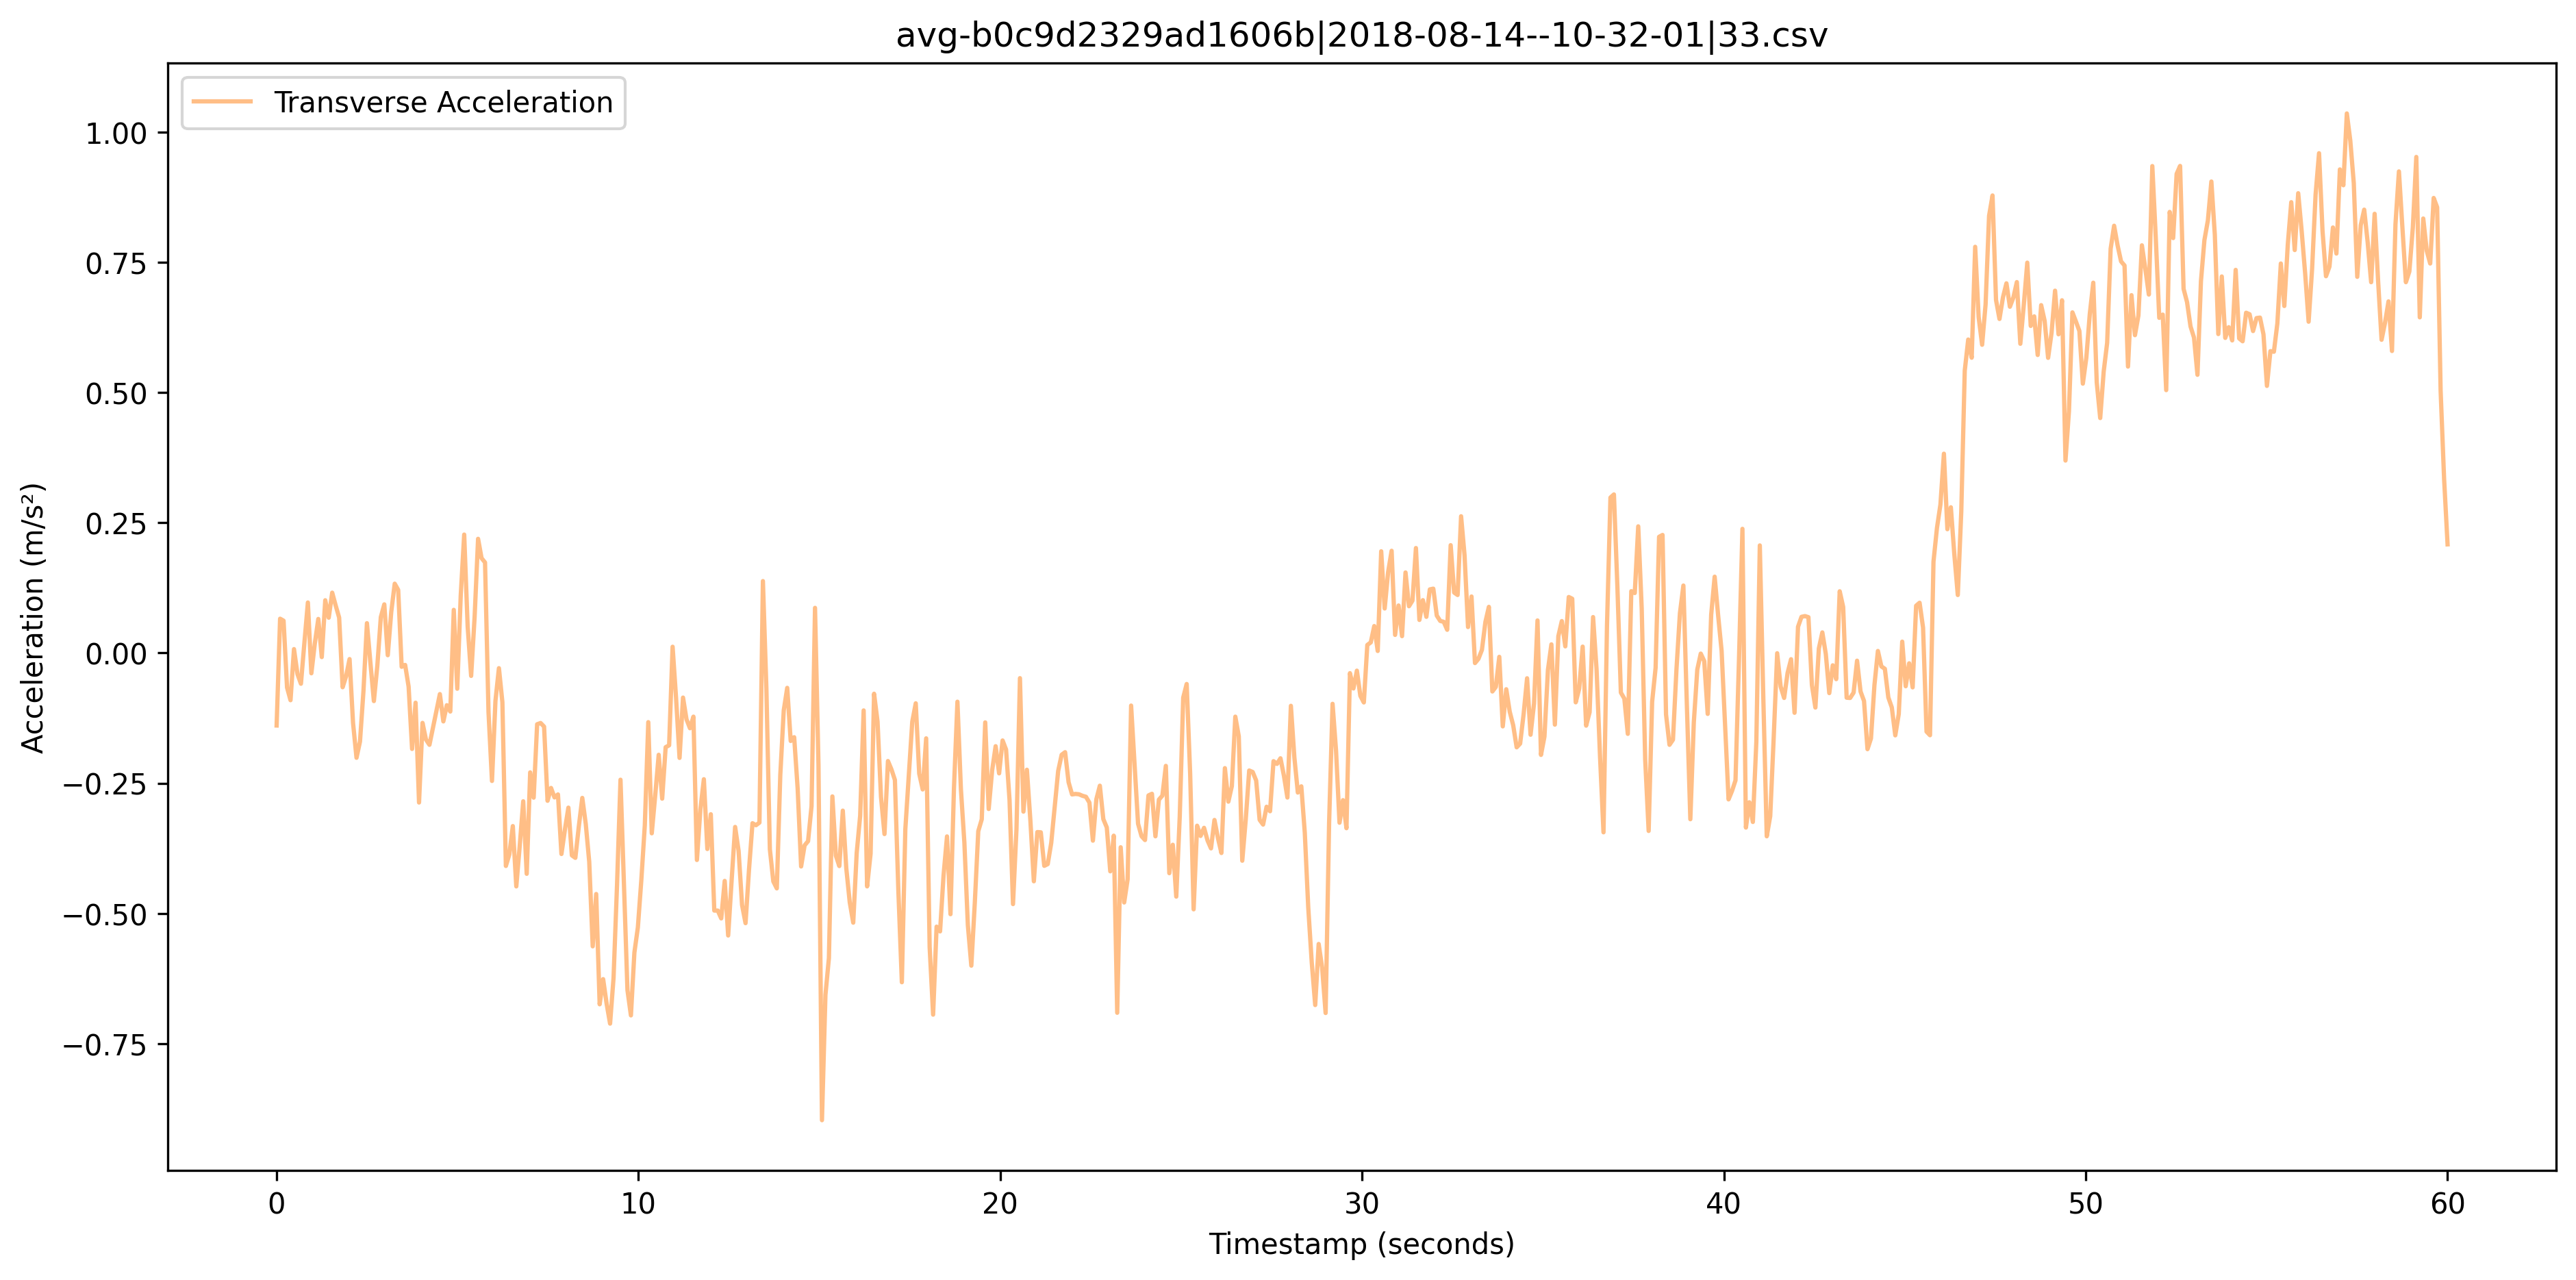 avg-b0c9d2329ad1606b|2018-08-14--10-32-01|33.csv
Transverse Acceleration
1.00
0.75
0.50
0.25
0.00
−0.25
−0.50
−0.75
Acceleration (m/s²)
0 10 20 30 40 50 60
Timestamp (seconds)